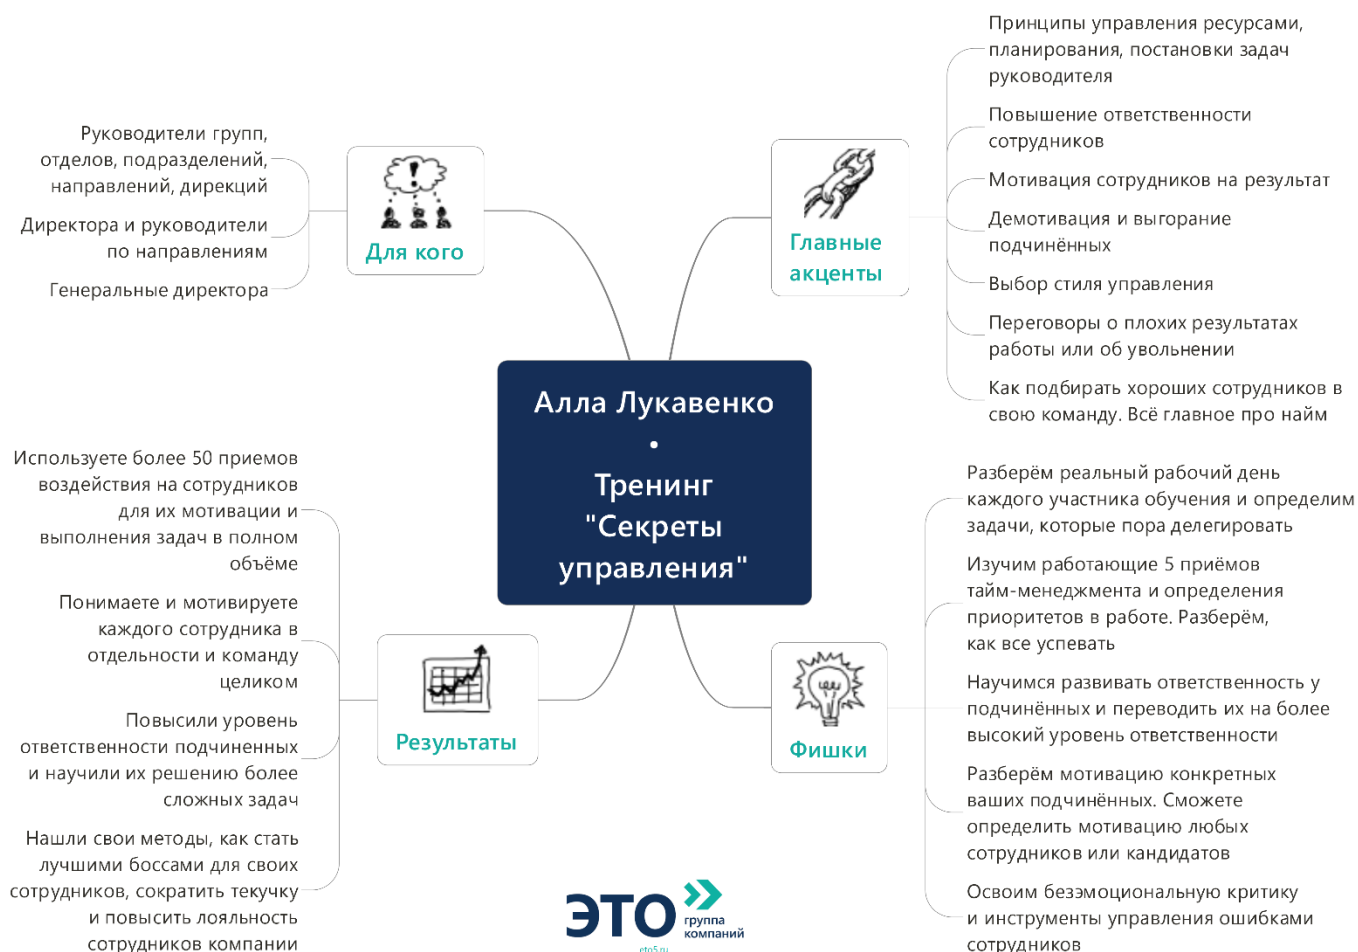 Принципы управления ресурсами,
планирования, постановки задач
руководителя
Повышение ответственности
сотрудников
Мотивация сотрудников на результат
Демотивация и выгорание
подчинённых
Выбор стиля управления
Переговоры о плохих результатах
работы или об увольнении
Как подбирать хороших сотрудников в
свою команду. Всё главное про найм
Главные
акценты
Руководители групп,
отделов, подразделений,
направлений, дирекций
Директора и руководители
по направлениям
Генеральные директора
Для кого
Алла Лукавенко
•
Тренинг
"Секреты
управления"
Используете более 50 приемов
воздействия на сотрудников
для их мотивации и
выполнения задач в полном
объёме
Понимаете и мотивируете
каждого сотрудника в
отдельности и команду
целиком
Повысили уровень
ответственности подчиненных
и научили их решению более
сложных задач
Нашли свои методы, как стать
лучшими боссами для своих
сотрудников, сократить текучку
и повысить лояльность
сотрудников компании
Результаты
Разберём реальный рабочий день
каждого участника обучения и определим
задачи, которые пора делегировать
Изучим работающие 5 приёмов
тайм-менеджмента и определения
приоритетов в работе. Разберём,
как все успевать
Научимся развивать ответственность у
подчинённых и переводить их на более
высокий уровень ответственности
Разберём мотивацию конкретных
ваших подчинённых. Сможете
определить мотивацию любых
сотрудников или кандидатов
Освоим безэмоциональную критику
и инструменты управления ошибками
сотрудников
Фишки
ЭТО
группа
компаний
eto5.ru